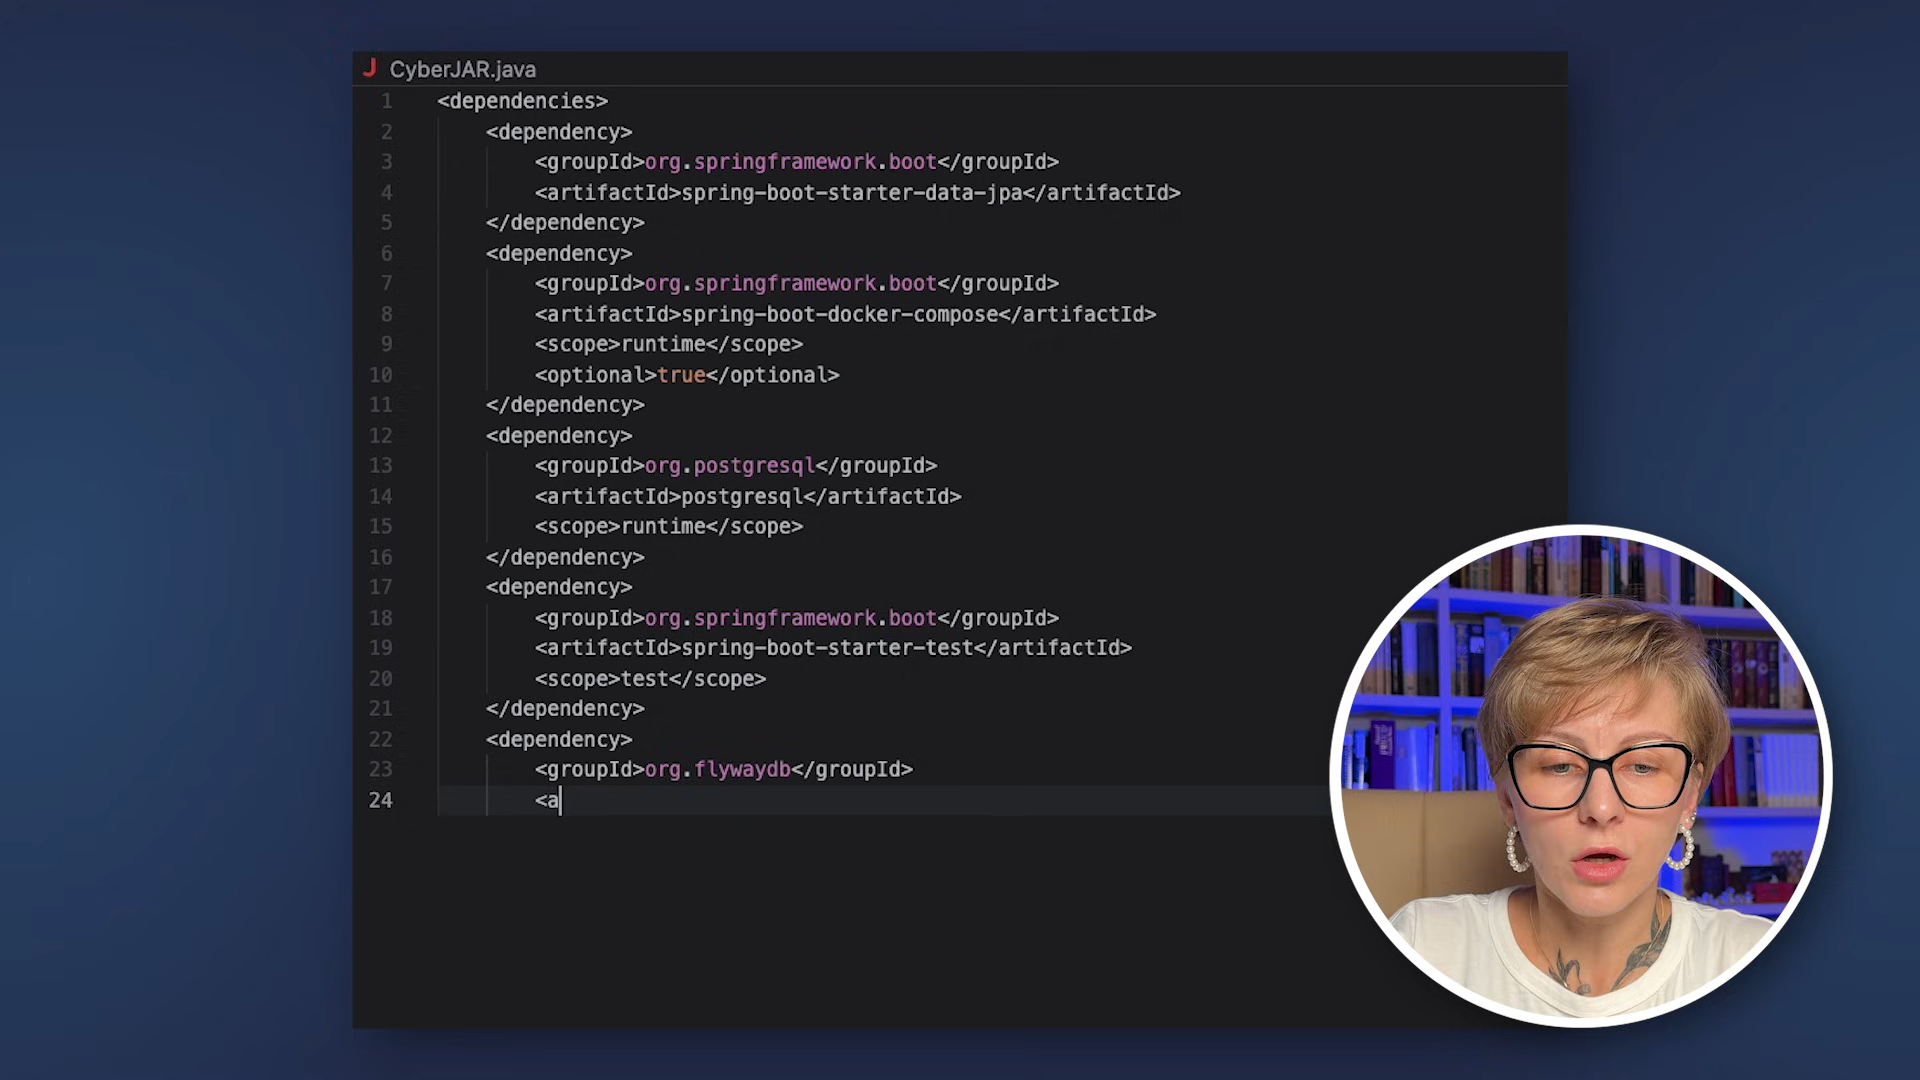 CyberJAR.java
1 <dependencies>
2 <dependency>
3 <groupId>org.springframework.boot</groupId>
4 <artifactId>spring-boot-starter-data-jpa</artifactId>
5 </dependency>
6 <dependency>
7 <groupId>org.springframework.boot</groupId>
8 <artifactId>spring-boot-docker-compose</artifactId>
9 <scope>runtime</scope>
10 <optional>true</optional>
11 </dependency>
12 <dependency>
13 <groupId>org.postgresql</groupId>
14 <artifactId>postgresql</artifactId>
15 <scope>runtime</scope>
16 </dependency>
17 <dependency>
18 <groupId>org.springframework.boot</groupId>
19 <artifactId>spring-boot-starter-test</artifactId>
20 <scope>test</scope>
21 </dependency>
22 <dependency>
23 <groupId>org.flywaydb</groupId>
24 <a